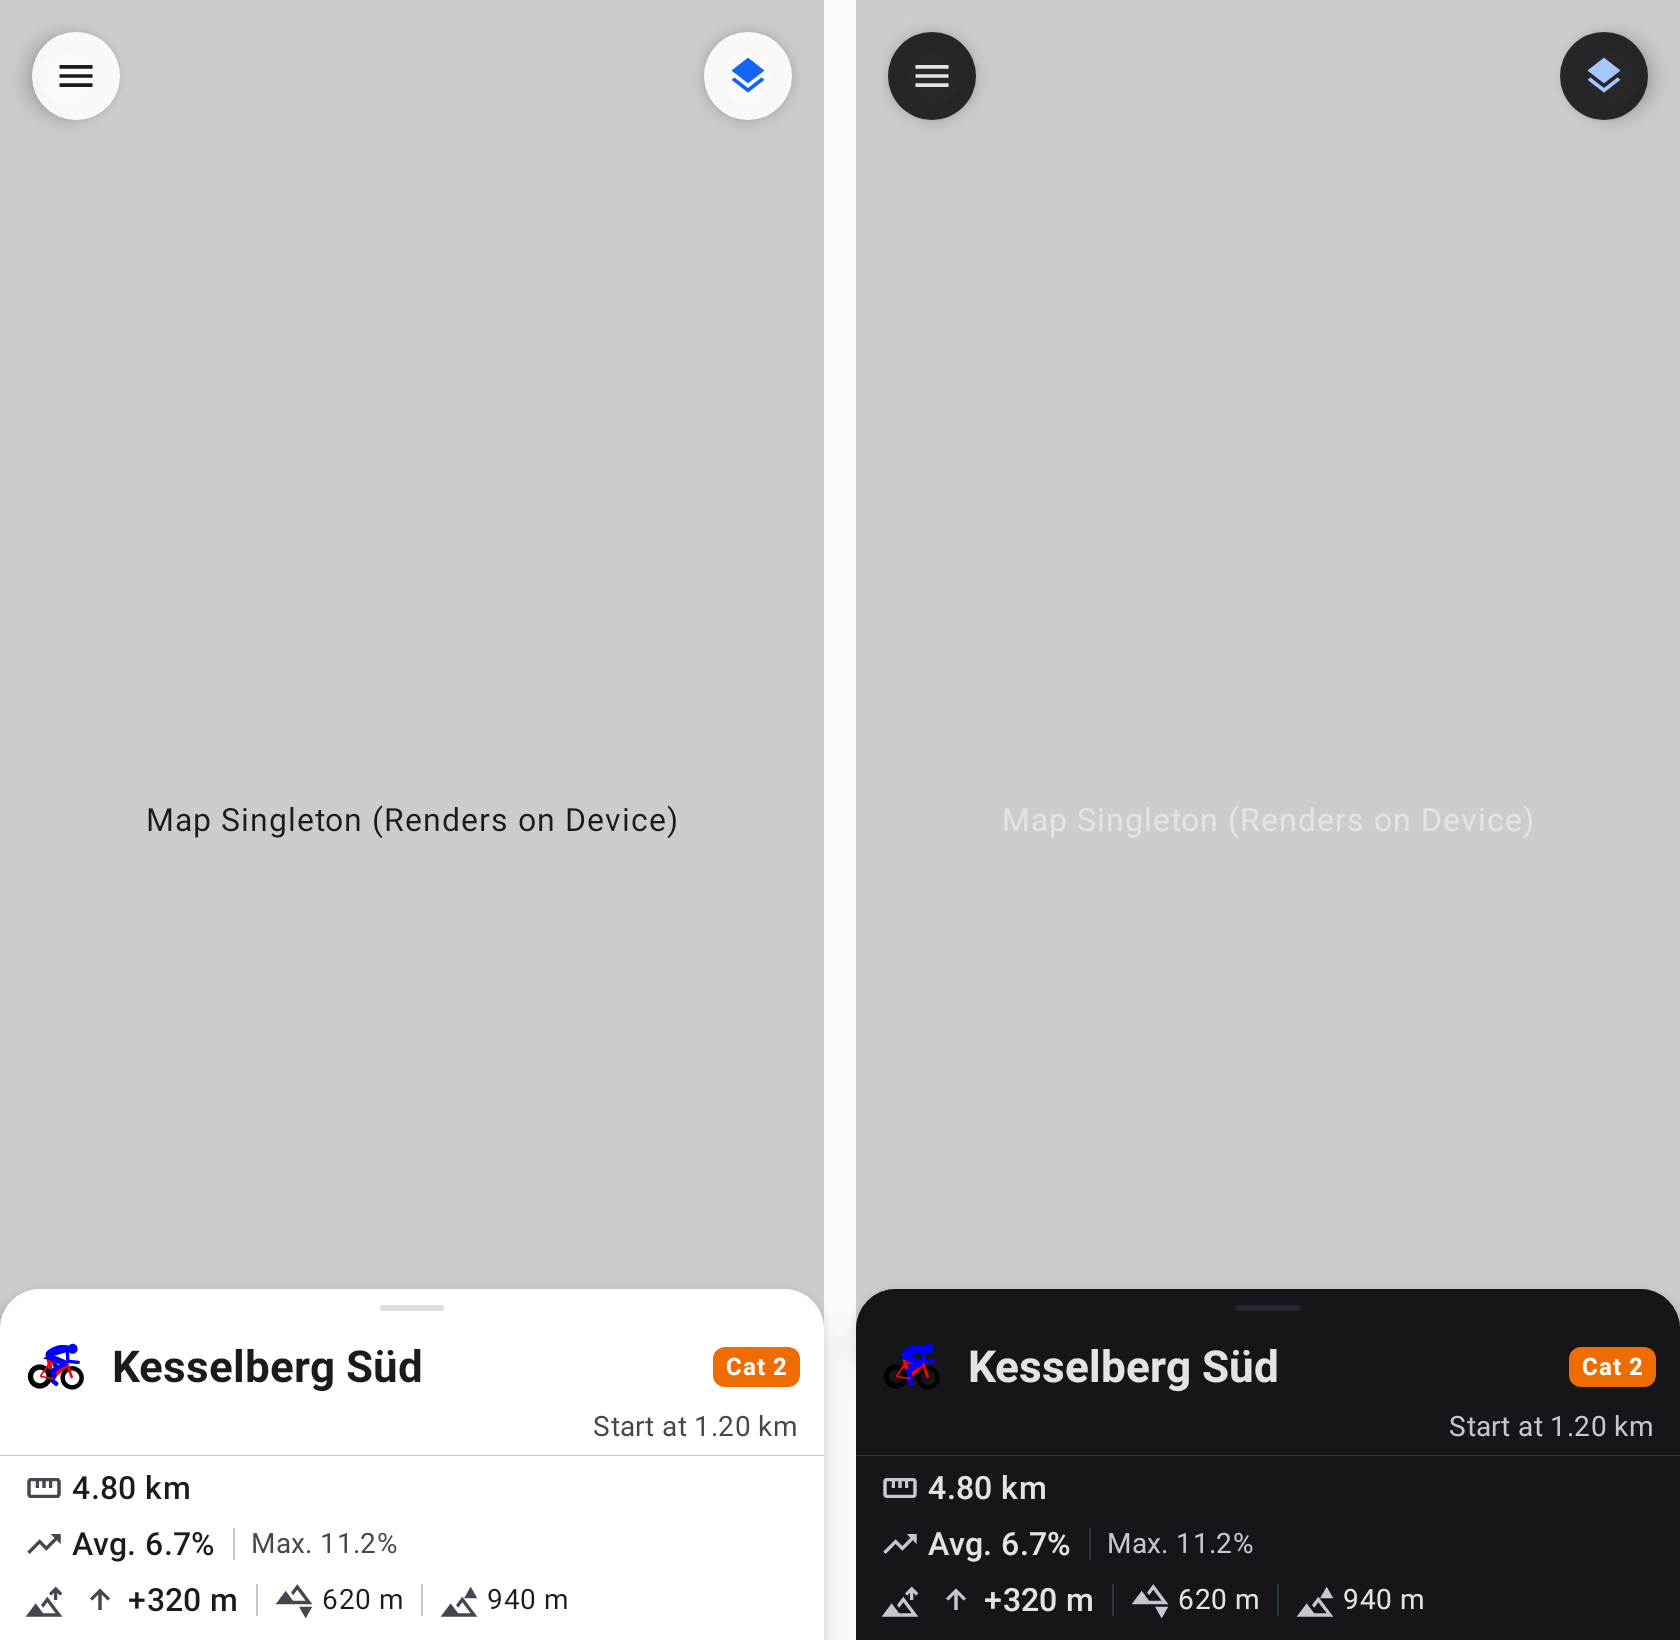 Map Singleton (Renders on Device)
Kesselberg Süd
Cat 2
Start at 1.20 km
4.80 km
Avg. 6.7% Max. 11.2%
+320 m 620 m 940 m
Map Singleton (Renders on Device)
Kesselberg Süd
Cat 2
Start at 1.20 km
4.80 km
Avg. 6.7% Max. 11.2%
+320 m 620 m 940 m